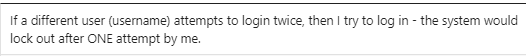 If a different user (username) attempts to login twice, then I try to log in - the system would
lock out after ONE attempt by me.